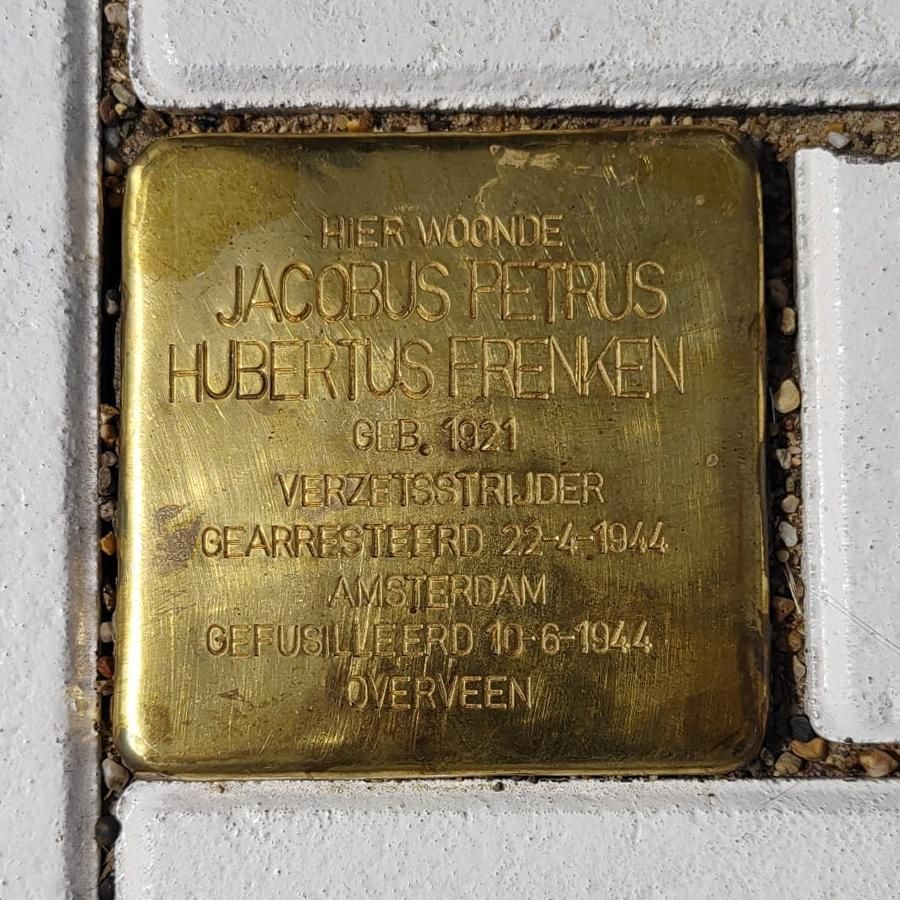 HIER WOONDE
JACOBUS PETRUS
HUBERTUS FRENKEN
GEB. 1921
VERZETSSTRIJDER
GEARRESTEERD 22-4-1944
AMSTERDAM
GEFUSILLEERD 10-6-1944
OVERVEEN